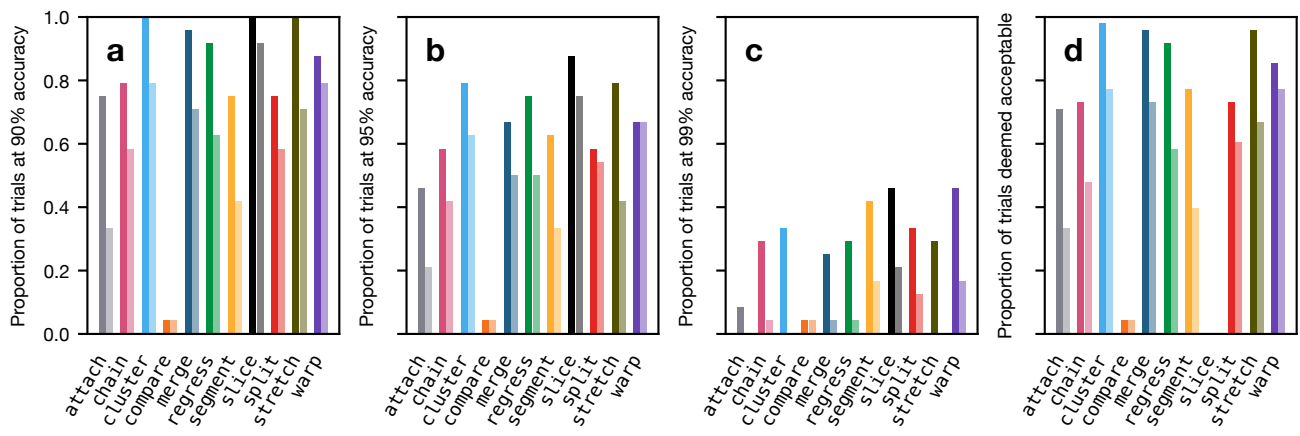 a
b
c
d
Proportion of trials at 90% accuracy
Proportion of trials at 95% accuracy
Proportion of trials at 99% accuracy
Proportion of trials deemed acceptable
1.0
0.8
0.6
0.4
0.2
0.0
attach
chain
cluster
compare
merge
regress
segment
slice
split
stretch
warp
attach
chain
cluster
compare
merge
regress
segment
slice
split
stretch
warp
attach
chain
cluster
compare
merge
regress
segment
slice
split
stretch
warp
attach
chain
cluster
compare
merge
regress
segment
slice
split
stretch
warp